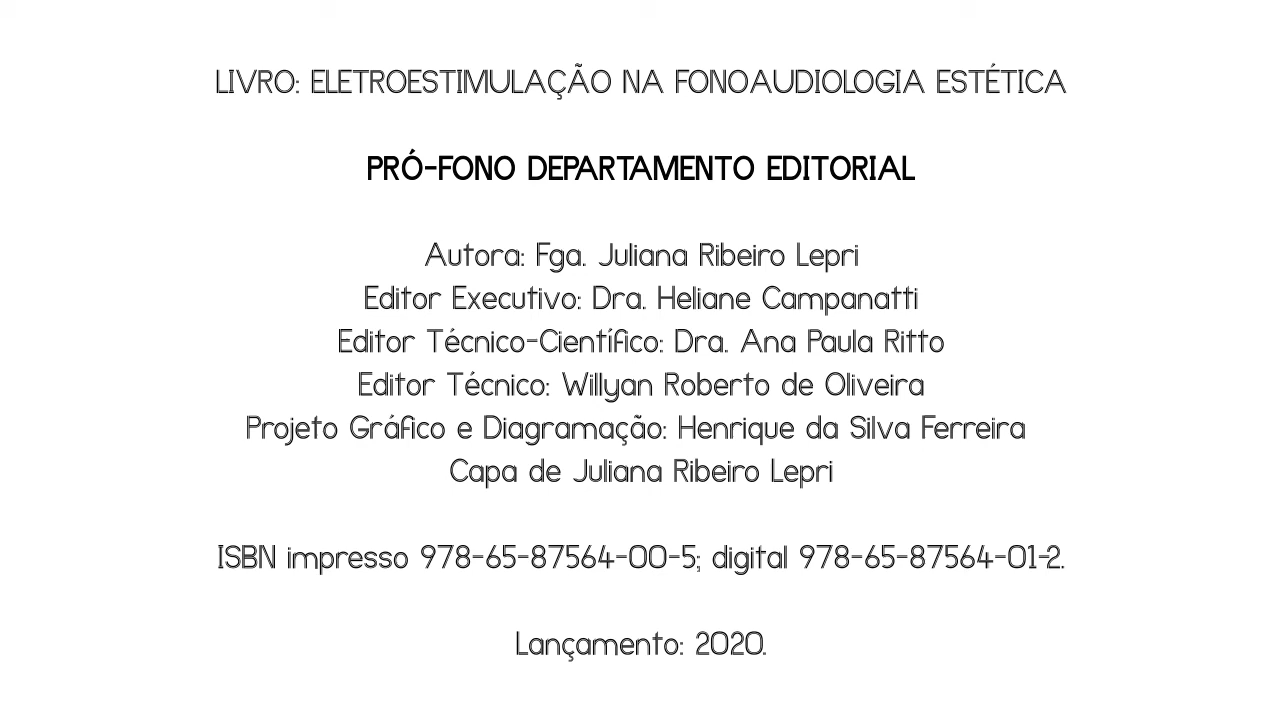 LIVRO: ELETROESTIMULAÇÃO NA FONOAUDIOLOGIA ESTÉTICA
PRÓ-FONO DEPARTAMENTO EDITORIAL
Autora: Fga. Juliana Ribeiro Lepri
Editor Executivo: Dra. Heliane Campanatti
Editor Técnico-Científico: Dra. Ana Paula Ritto
Editor Técnico: Willyan Roberto de Oliveira
Projeto Gráfico e Diagramação: Henrique da Silva Ferreira
Capa de Juliana Ribeiro Lepri
ISBN impresso 978-65-87564-00-5; digital 978-65-87564-01-2.
Lançamento: 2020.